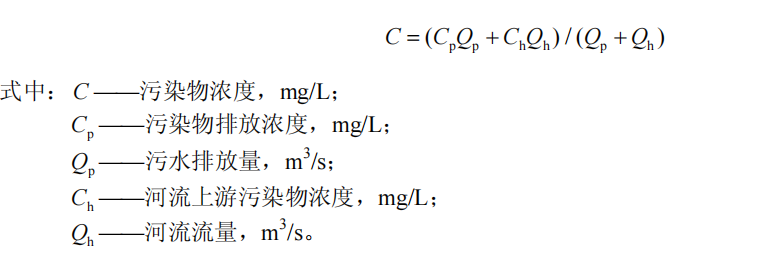 C = (CpQp + ChQh) / (Qp + Qh)
式中：C——污染物浓度，mg/L；
Cp——污染物排放浓度，mg/L；
Qp——污水排放量，m³/s；
Ch——河流上游污染物浓度，mg/L；
Qh——河流流量，m³/s。